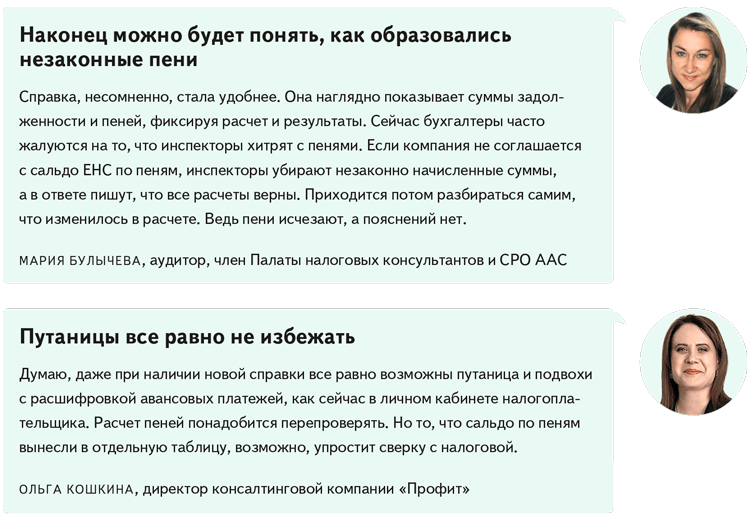 Наконец можно будет понять, как образовались
незаконные пени
Справка, несомненно, стала удобнее. Она наглядно показывает суммы задол-
женности и пеней, фиксируя расчет и результаты. Сейчас бухгалтеры часто
жалуются на то, что инспекторы хитрят с пенями. Если компания не соглашается
с сальдо ЕНС по пеням, инспекторы убирают незаконно начисленные суммы,
а в ответе пишут, что все расчеты верны. Приходится потом разбираться самим,
что изменилось в расчете. Ведь пени исчезают, а пояснений нет.
МАРИЯ БУЛЫЧЕВА, аудитор, член Палаты налоговых консультантов и СРО ААС
Путаницы все равно не избежать
Думаю, даже при наличии новой справки все равно возможны путаница и подвохи
с расшифровкой авансовых платежей, как сейчас в личном кабинете налогопла-
тельщика. Расчет пеней понадобится перепроверять. Но то, что сальдо по пеням
вынесли в отдельную таблицу, возможно, упростит сверку с налоговой.
ОЛЬГА КОШКИНА, директор консалтинговой компании «Профит»